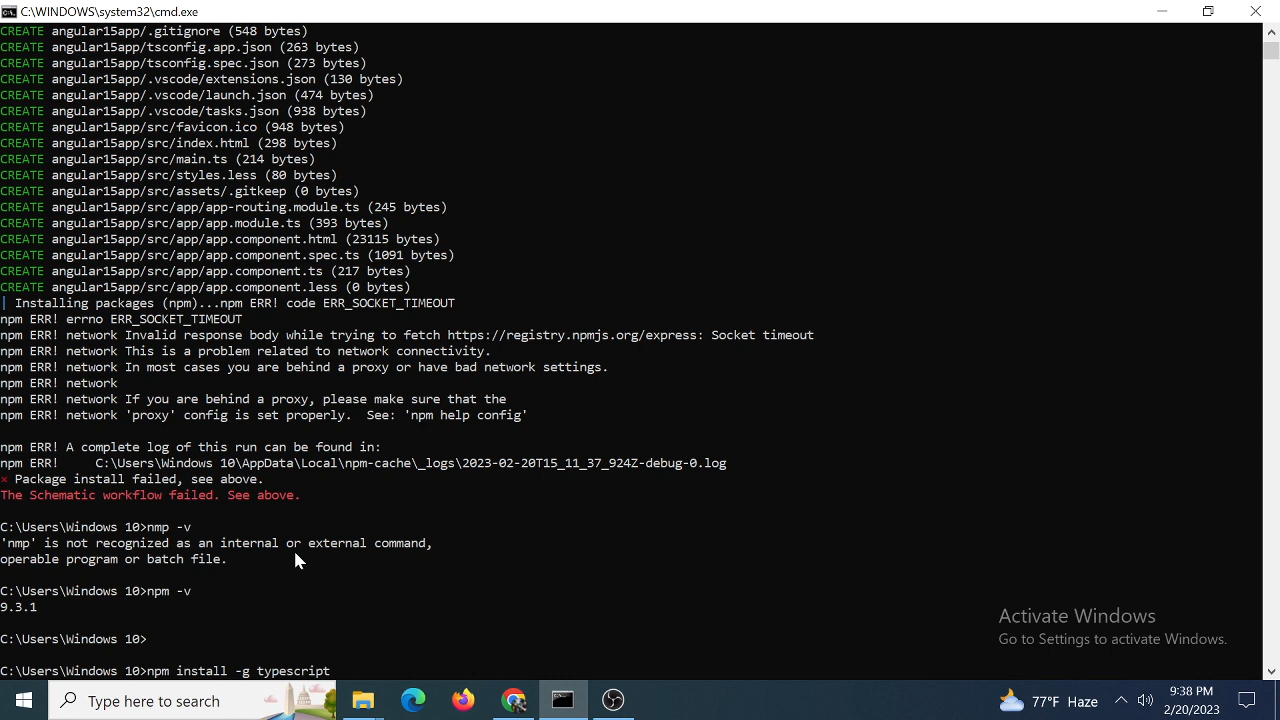 C:\WINDOWS\system32\cmd.exe
CREATE angular15app/.gitignore (548 bytes)
CREATE angular15app/tsconfig.app.json (263 bytes)
CREATE angular15app/tsconfig.spec.json (273 bytes)
CREATE angular15app/.vscode/extensions.json (130 bytes)
CREATE angular15app/.vscode/launch.json (474 bytes)
CREATE angular15app/.vscode/tasks.json (938 bytes)
CREATE angular15app/src/favicon.ico (948 bytes)
CREATE angular15app/src/index.html (298 bytes)
CREATE angular15app/src/main.ts (214 bytes)
CREATE angular15app/src/styles.less (80 bytes)
CREATE angular15app/src/assets/.gitkeep (0 bytes)
CREATE angular15app/src/app/app-routing.module.ts (245 bytes)
CREATE angular15app/src/app/app.module.ts (393 bytes)
CREATE angular15app/src/app/app.component.html (23115 bytes)
CREATE angular15app/src/app/app.component.spec.ts (1091 bytes)
CREATE angular15app/src/app/app.component.ts (217 bytes)
CREATE angular15app/src/app/app.component.less (0 bytes)
| Installing packages (npm)...npm ERR! code ERR_SOCKET_TIMEOUT
npm ERR! errno ERR_SOCKET_TIMEOUT
npm ERR! network Invalid response body while trying to fetch https://registry.npmjs.org/express: Socket timeout
npm ERR! network This is a problem related to network connectivity.
npm ERR! network In most cases you are behind a proxy or have bad network settings.
npm ERR! network
npm ERR! network If you are behind a proxy, please make sure that the
npm ERR! network 'proxy' config is set properly.  See: 'npm help config'
npm ERR! A complete log of this run can be found in:
npm ERR!     C:\Users\Windows 10\AppData\Local\npm-cache\_logs\2023-02-20T15_11_37_924Z-debug-0.log
× Package install failed, see above.
The Schematic workflow failed. See above.
C:\Users\Windows 10>nmp -v
'nmp' is not recognized as an internal or external command,
operable program or batch file.
C:\Users\Windows 10>npm -v
9.3.1
C:\Users\Windows 10>
C:\Users\Windows 10>npm install -g typescript
Activate Windows
Go to Settings to activate Windows.
Type here to search
77°F Haze
9:38 PM
2/20/2023